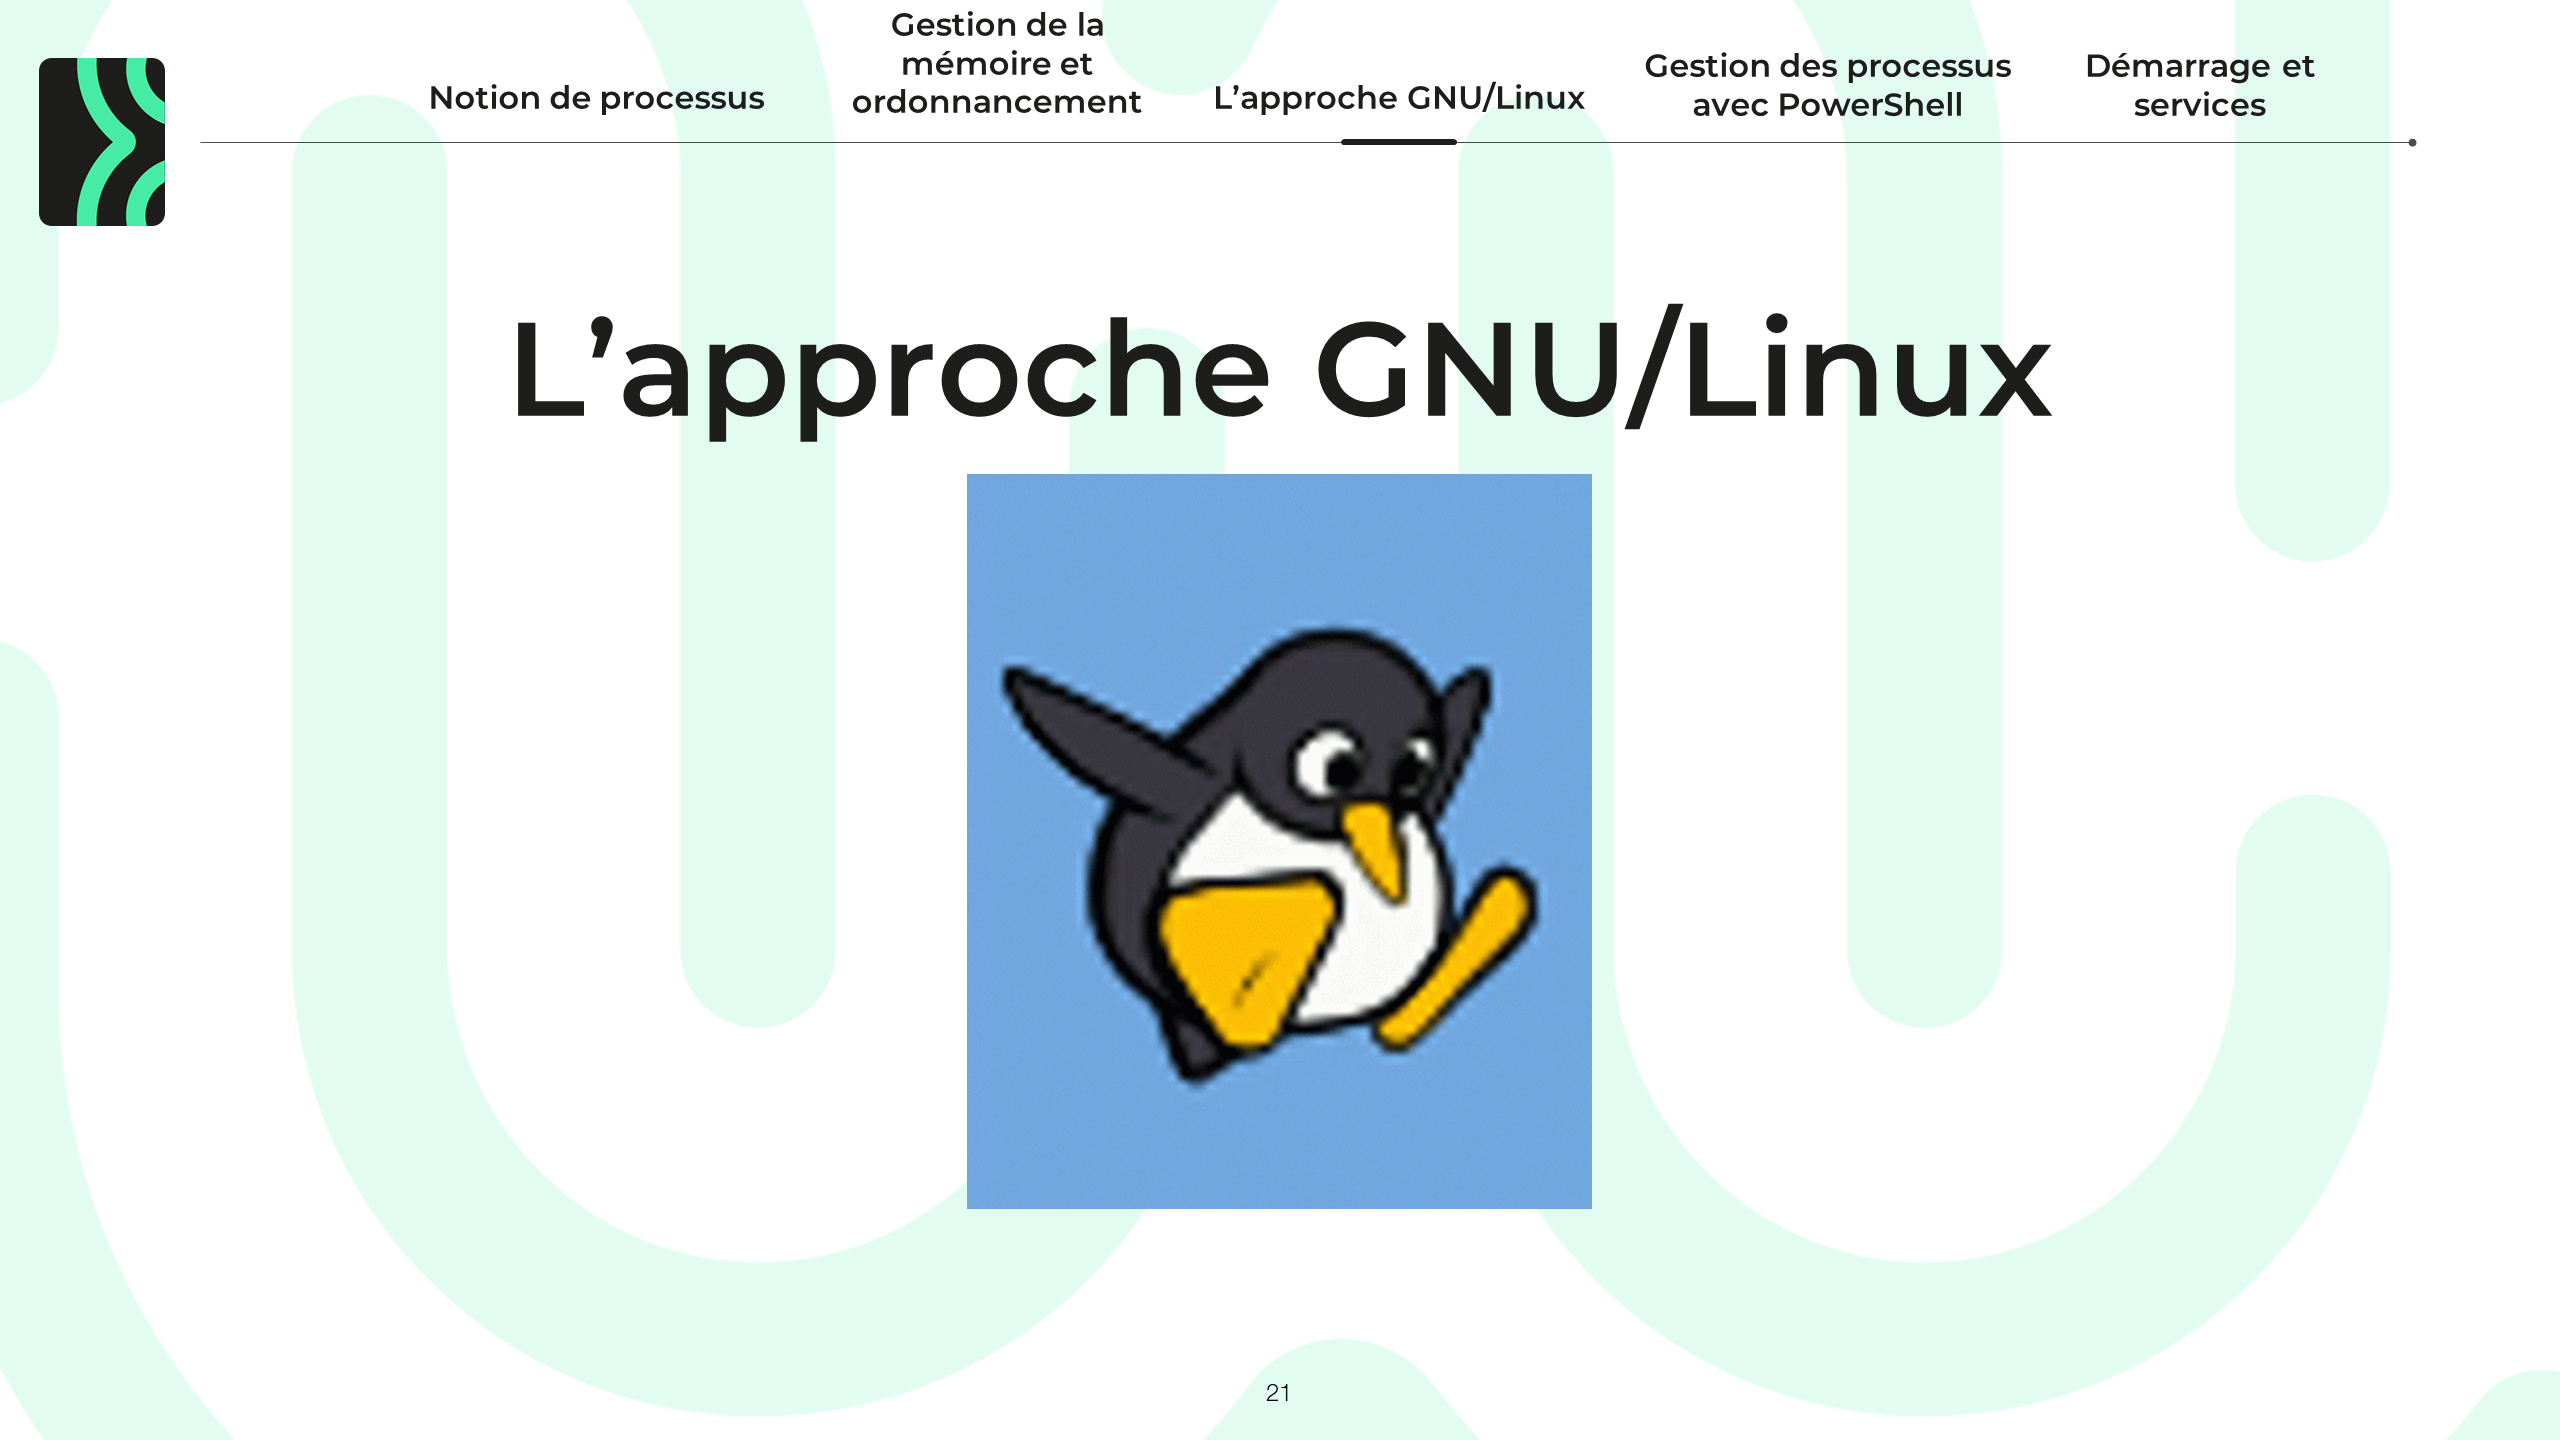 Notion de processus
Gestion de la
mémoire et
ordonnancement
L’approche GNU/Linux
Gestion des processus
avec PowerShell
Démarrage et
services
L’approche GNU/Linux
21